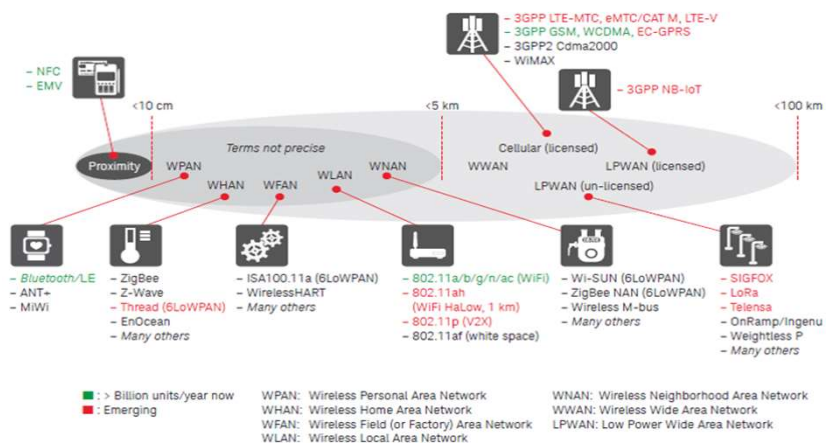 – 3GPP LTE-MTC, eMTC/CAT M, LTE-V
– 3GPP GSM, WCDMA, EC-GPRS
– 3GPP2 Cdma2000
– WiMAX
– NFC
– EMV
– 3GPP NB-IoT
<10 cm
<5 km
<100 km
Terms not precise
Proximity
WPAN
WHAN
WFAN
WLAN
WNAN
WWAN
Cellular (licensed)
LPWAN (licensed)
LPWAN (un-licensed)
– Bluetooth/LE
– ANT+
– MiWi
– ZigBee
– Z-Wave
– Thread (6LoWPAN)
– EnOcean
– Many others
– ISA100.11a (6LoWPAN)
– WirelessHART
– Many others
– 802.11a/b/g/n/ac (WiFi)
– 802.11ah
(WiFi HaLow, 1 km)
– 802.11p (V2X)
– 802.11af (white space)
– Wi-SUN (6LoWPAN)
– ZigBee NAN (6LoWPAN)
– Wireless M-bus
– Many others
– SIGFOX
– LoRa
– Telensa
– OnRamp/Ingenu
– Weightless P
– Many others
: > Billion units/year now
: Emerging
WPAN: Wireless Personal Area Network
WHAN: Wireless Home Area Network
WFAN: Wireless Field (or Factory) Area Network
WLAN: Wireless Local Area Network
WNAN: Wireless Neighborhood Area Network
WWAN: Wireless Wide Area Network
LPWAN: Low Power Wide Area Network